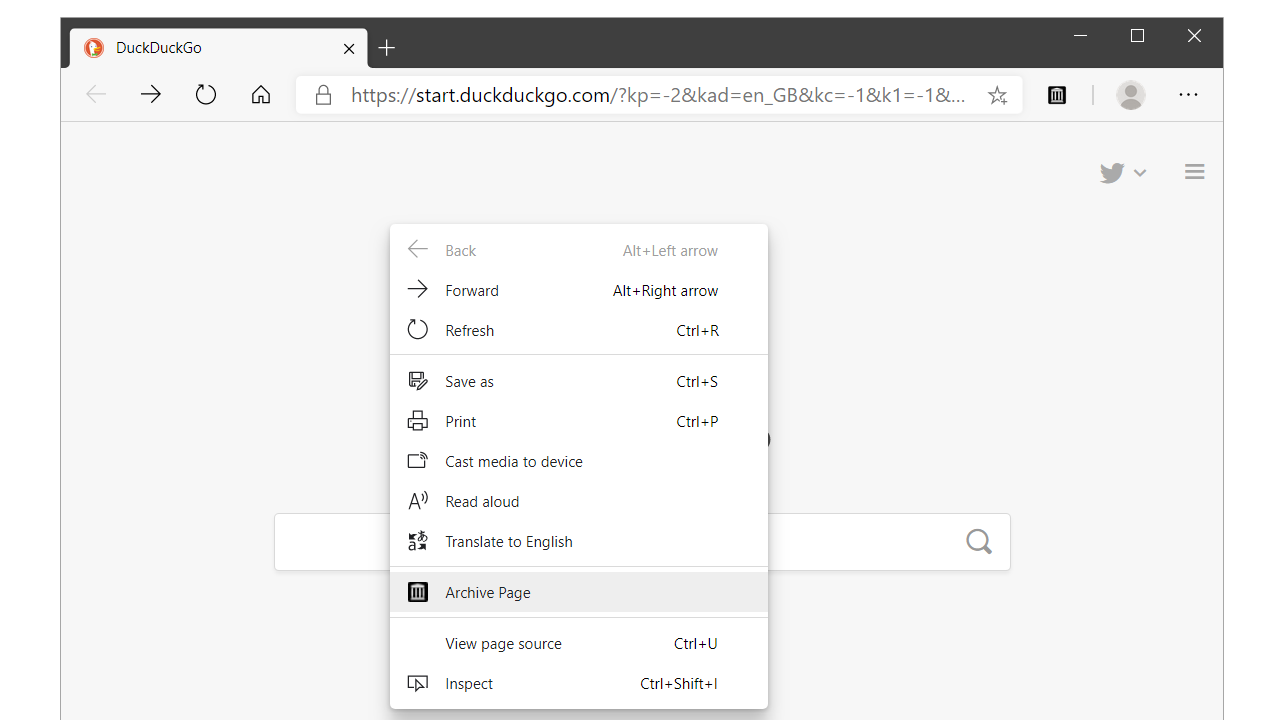 DuckDuckGo
https://start.duckduckgo.com/?kp=-2&kad=en_GB&kc=-1&k1=-1&...
Back Alt+Left arrow
Forward Alt+Right arrow
Refresh Ctrl+R
Save as Ctrl+S
Print Ctrl+P
Cast media to device
Read aloud
Translate to English
Archive Page
View page source Ctrl+U
Inspect Ctrl+Shift+I